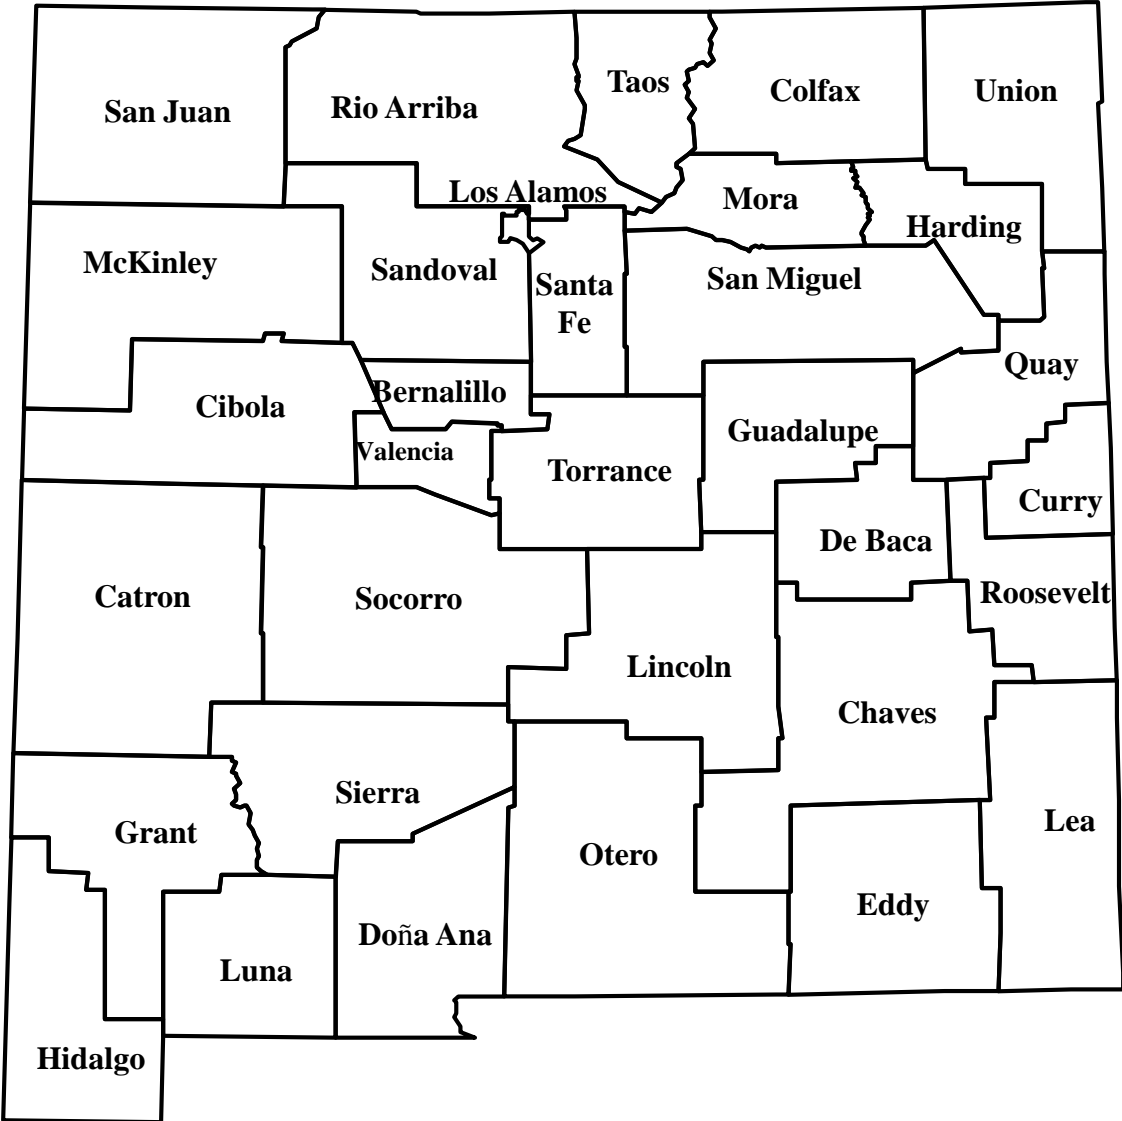 Taos
Colfax
Union
San Juan
Rio Arriba
Los Alamos
Mora
Harding
McKinley
Sandoval
Santa
Fe
San Miguel
Quay
Bernalillo
Cibola
Guadalupe
Valencia
Torrance
Curry
De Baca
Catron
Socorro
Roosevelt
Lincoln
Chaves
Sierra
Grant
Lea
Otero
Eddy
Doña Ana
Luna
Hidalgo